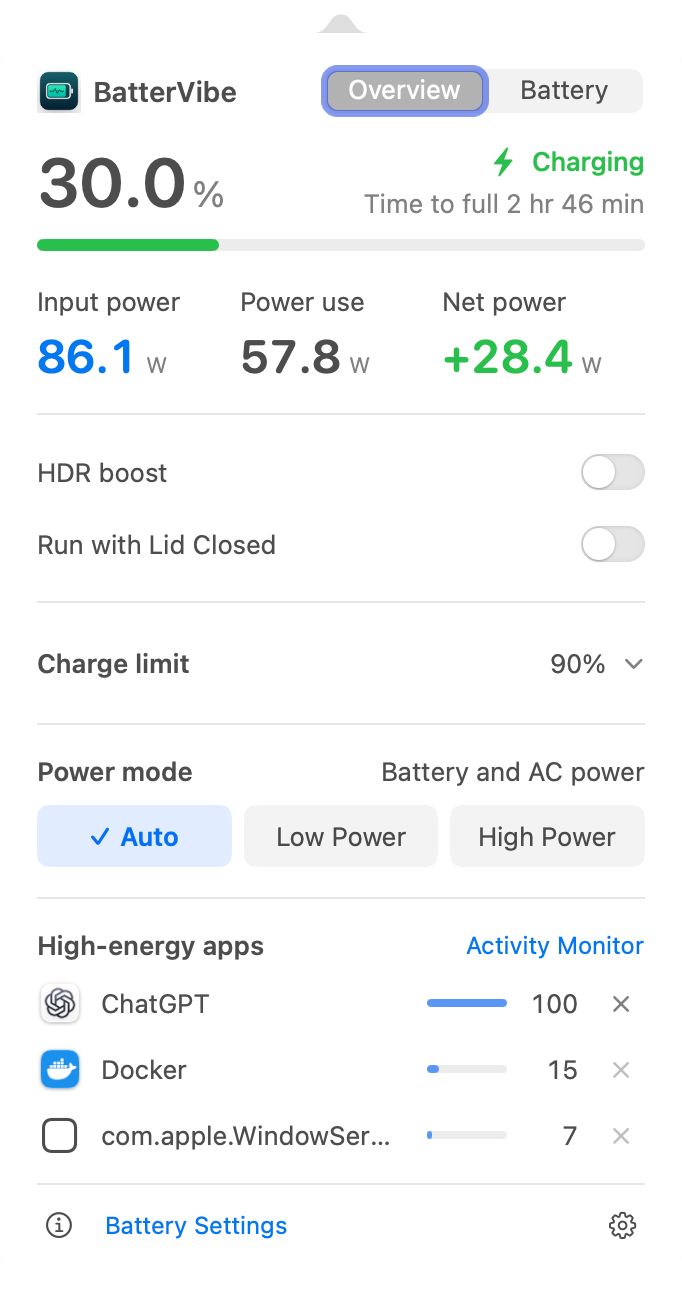 BatterVibe
Overview
Battery
30.0 %
Charging
Time to full 2 hr 46 min
Input power
86.1 W
Power use
57.8 W
Net power
+28.4 W
HDR boost
Run with Lid Closed
Charge limit
90%
Power mode
Battery and AC power
Auto
Low Power
High Power
High-energy apps
Activity Monitor
ChatGPT
100
Docker
15
com.apple.WindowSer...
7
Battery Settings